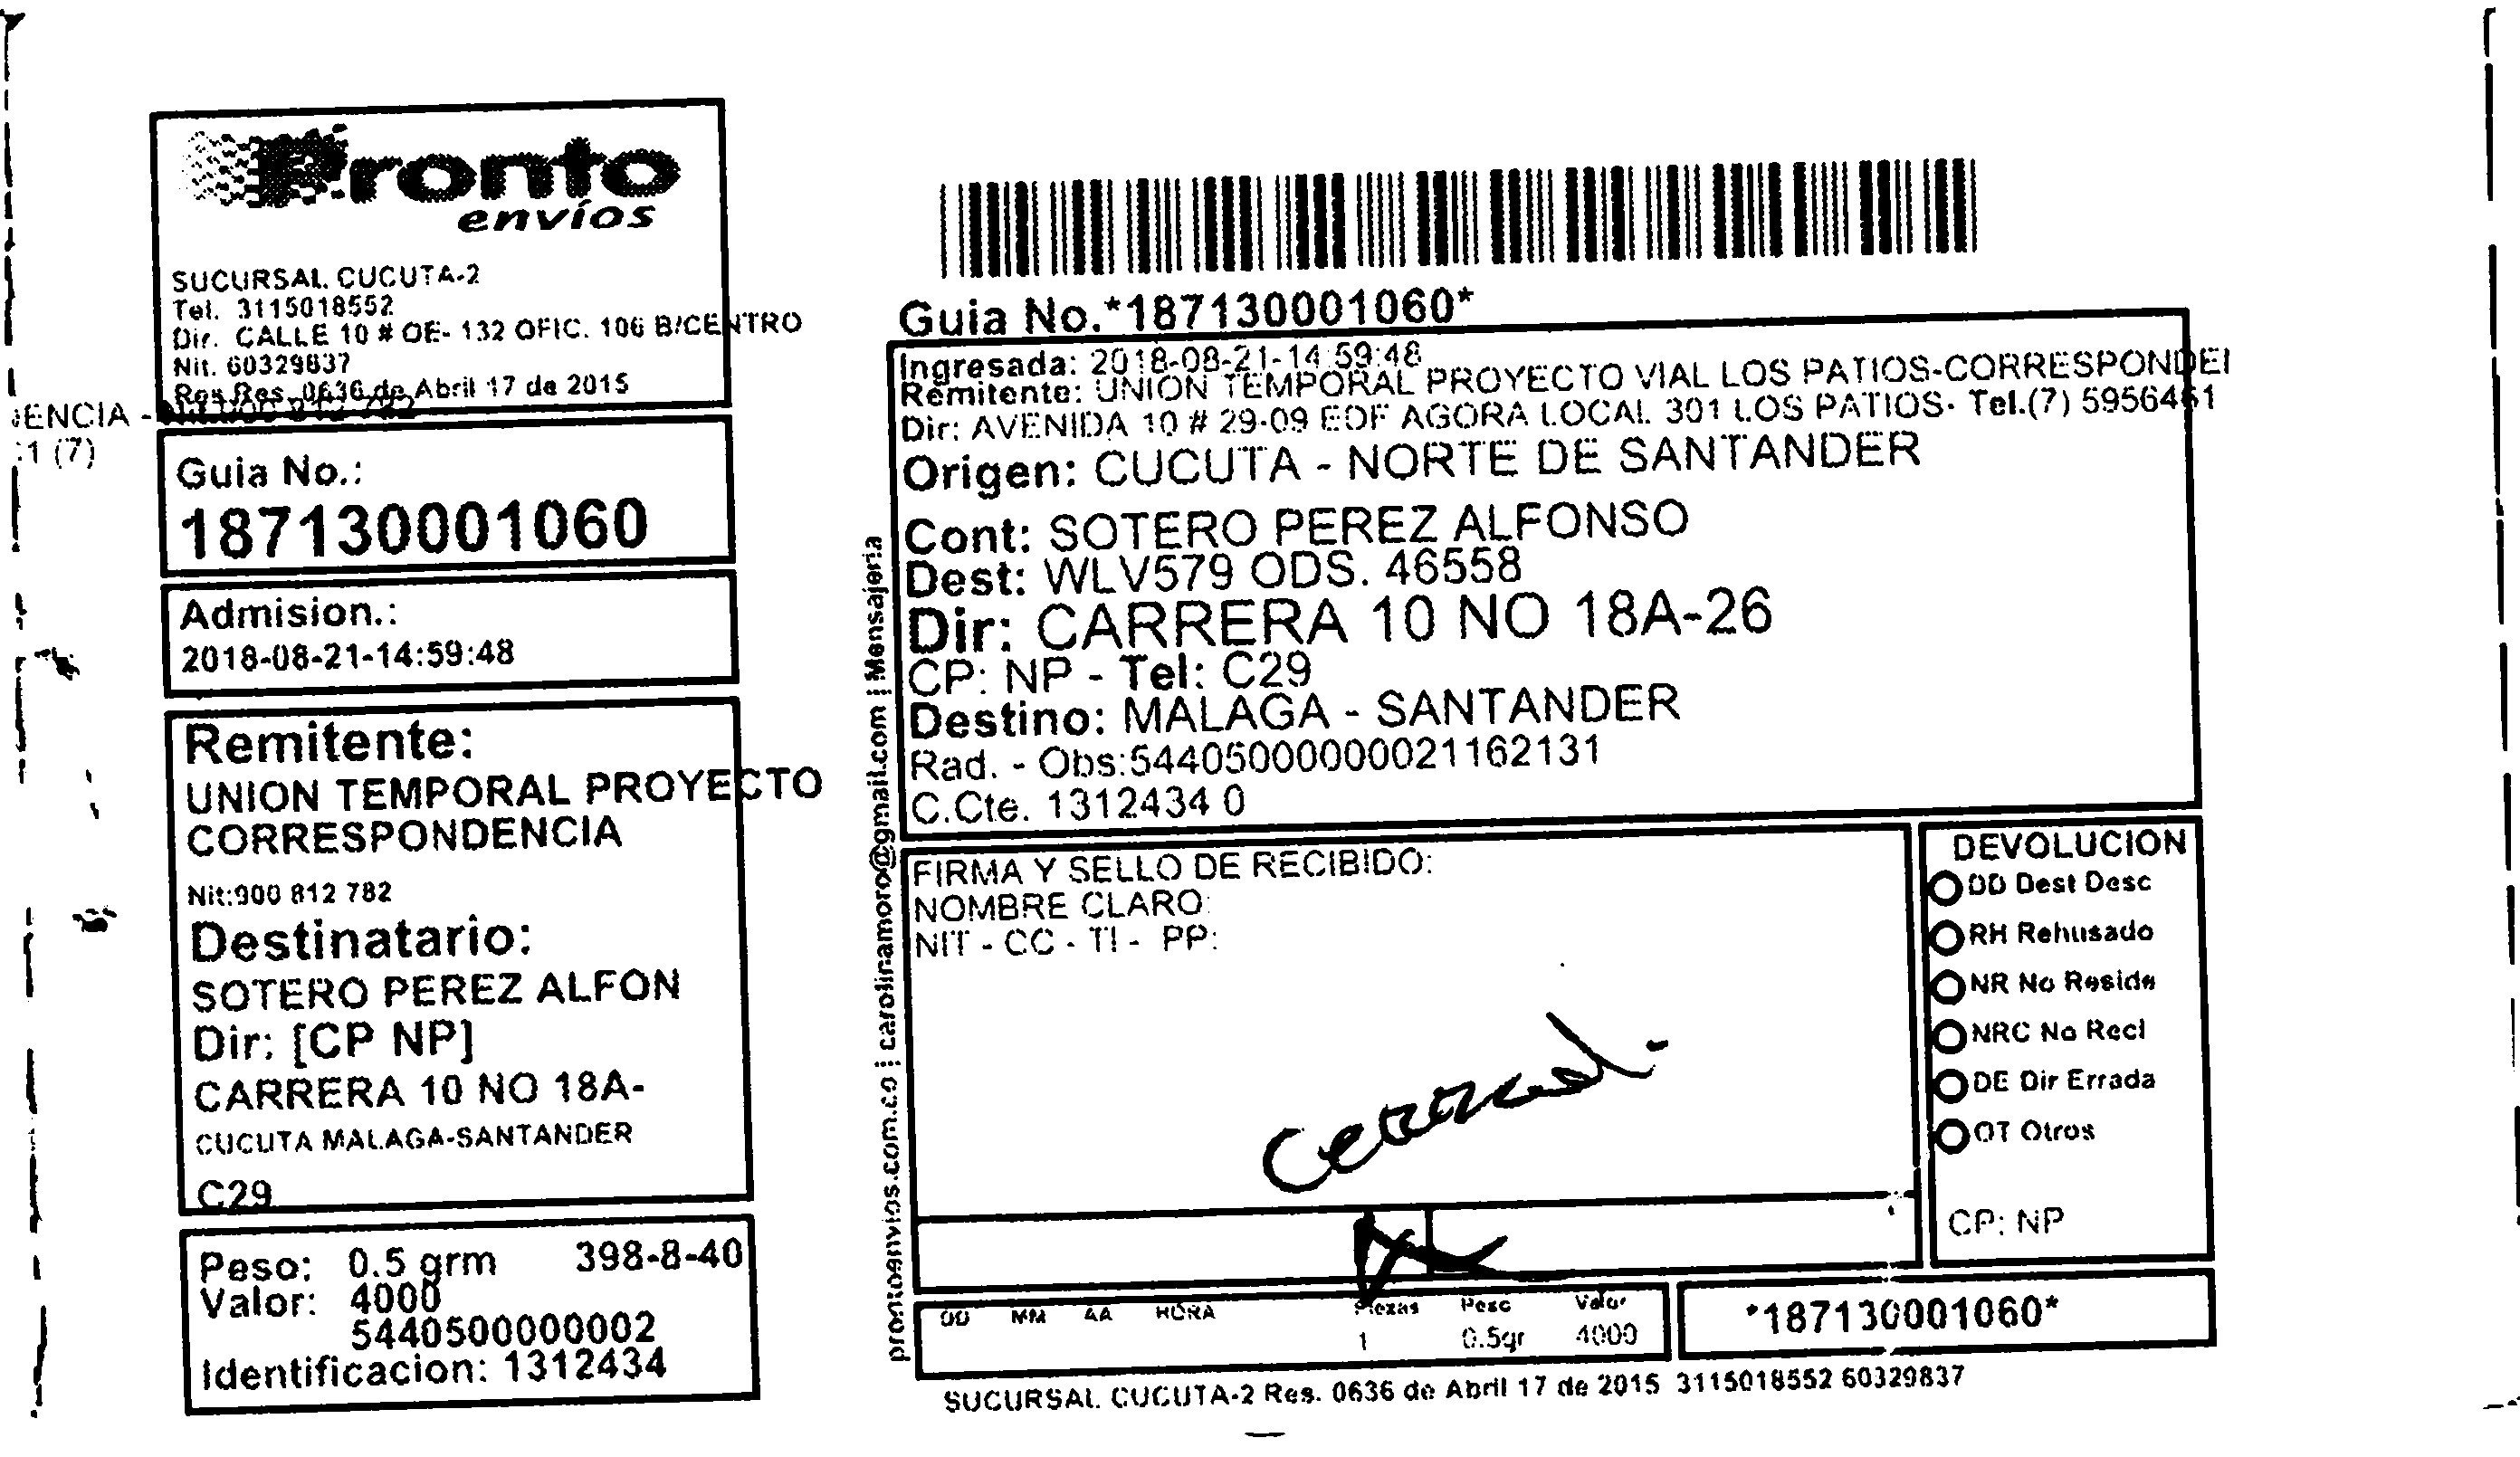 Pronto
envíos
SUCURSAL CUCUTA-2
Tel. 3115018552
Dir. CALLE 10 # OE- 132 OFIC. 106 B/CENTRO
Nit. 60329837
Res.Res. 0636 de Abril 17 de 2015
ENCIA -
1 (7)
Guia No.:
187130001060
Admision.:
2018-08-21-14:59:48
Remitente:
UNION TEMPORAL PROYECTO
CORRESPONDENCIA
Nit:900 812 782
Destinatario:
SOTERO PEREZ ALFON
Dir: [CP NP]
CARRERA 10 NO 18A-
CUCUTA MALAGA-SANTANDER
C29
Peso: 0.5 grm 398-8-40
Valor: 4000
5440500000002
Identificacion: 1312434
prontoenvios.com.co | carolinamoro@gmail.com | Mensajeria
Guia No.*187130001060*
Ingresada: 2018-08-21-14:59:48
Remitente: UNION TEMPORAL PROYECTO VIAL LOS PATIOS-CORRESPONDEI
Dir: AVENIDA 10 # 29-09 EDF AGORA LOCAL 301 LOS PATIOS- Tel.(7) 5956461
Origen: CUCUTA - NORTE DE SANTANDER
Cont: SOTERO PEREZ ALFONSO
Dest: WLV579 ODS. 46558
Dir: CARRERA 10 NO 18A-26
CP: NP - Tel: C29
Destino: MALAGA - SANTANDER
Rad. - Obs:5440500000000021162131
C.Cte. 1312434 0
FIRMA Y SELLO DE RECIBIDO:
NOMBRE CLARO:
NIT - CC - TI - PP:
DEVOLUCION
DD Dest Desc
RH Rehusado
NR No Reside
NRC No Recl
DE Dir Errada
OT Otros
CP: NP
DD MM AA HORA Piezas Peso Valor
1 0.5gr 4000
*187130001060*
SUCURSAL CUCUTA-2 Res. 0636 de Abril 17 de 2015 3115018552 60329837